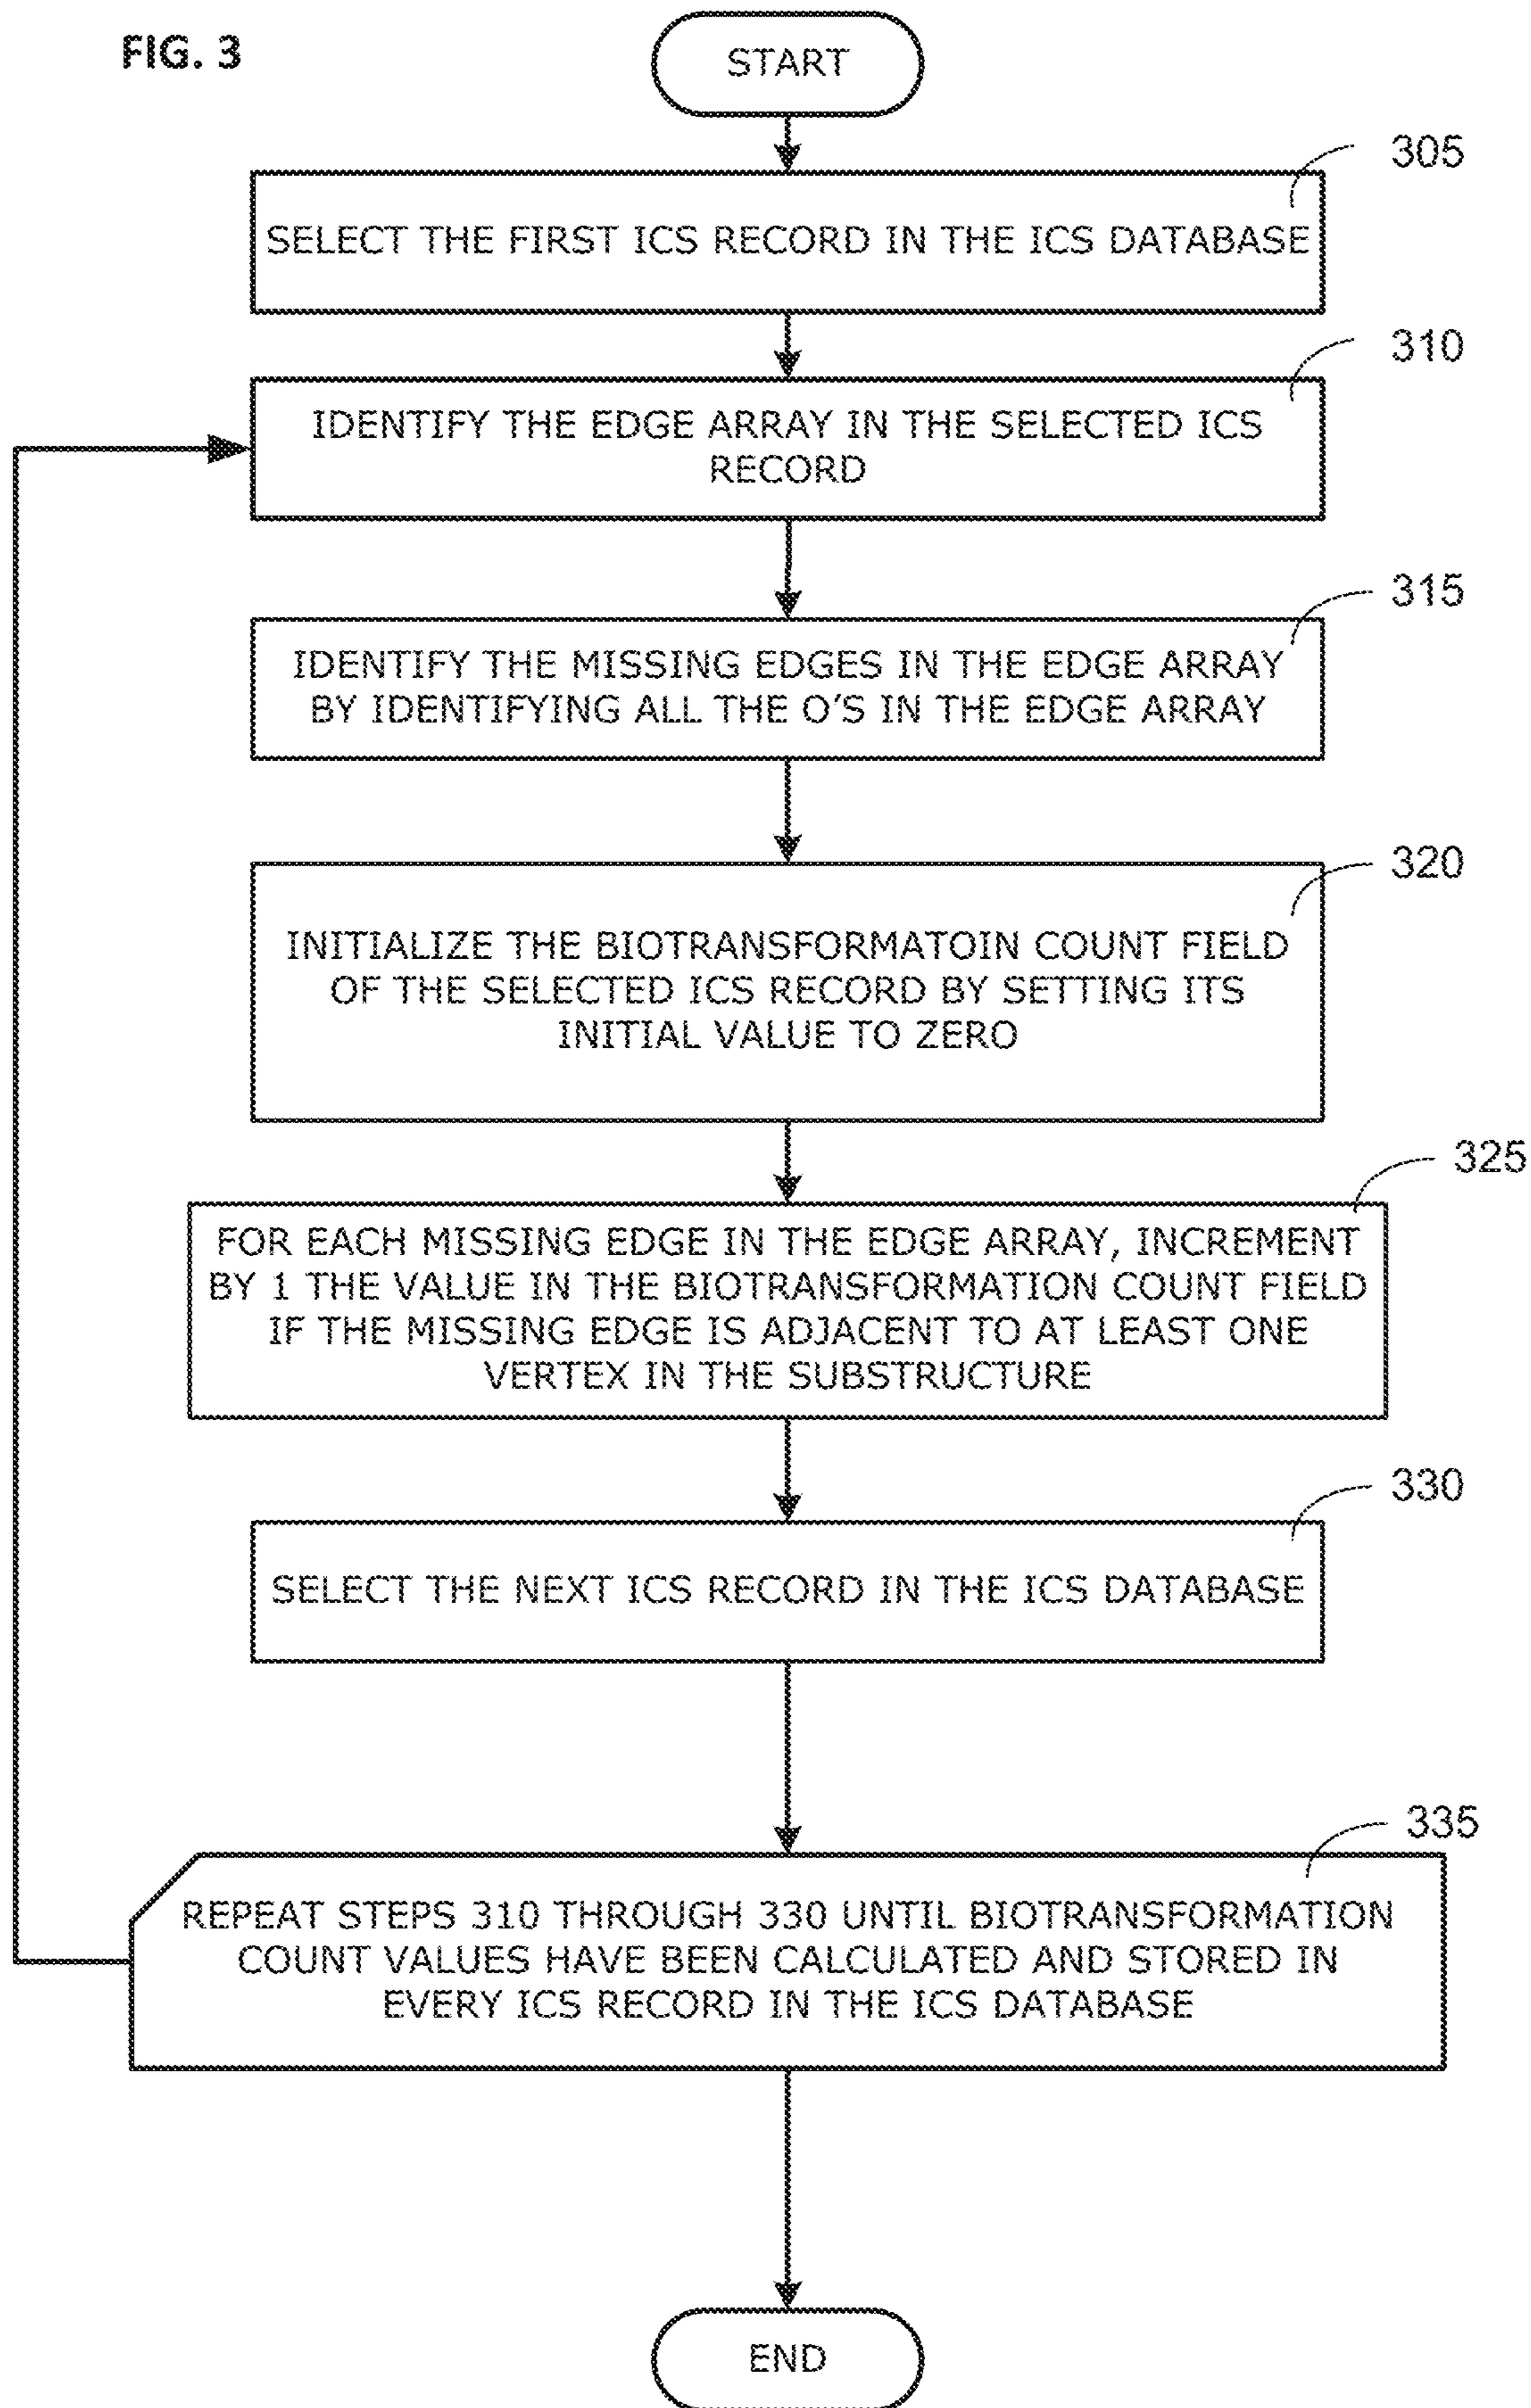 FIG. 3
START
305
SELECT THE FIRST ICS RECORD IN THE ICS DATABASE
310
IDENTIFY THE EDGE ARRAY IN THE SELECTED ICS
RECORD
315
IDENTIFY THE MISSING EDGES IN THE EDGE ARRAY
BY IDENTIFYING ALL THE O'S IN THE EDGE ARRAY
320
INITIALIZE THE BIOTRANSFORMATOIN COUNT FIELD
OF THE SELECTED ICS RECORD BY SETTING ITS
INITIAL VALUE TO ZERO
325
FOR EACH MISSING EDGE IN THE EDGE ARRAY, INCREMENT
BY 1 THE VALUE IN THE BIOTRANSFORMATION COUNT FIELD
IF THE MISSING EDGE IS ADJACENT TO AT LEAST ONE
VERTEX IN THE SUBSTRUCTURE
330
SELECT THE NEXT ICS RECORD IN THE ICS DATABASE
335
REPEAT STEPS 310 THROUGH 330 UNTIL BIOTRANSFORMATION
COUNT VALUES HAVE BEEN CALCULATED AND STORED IN
EVERY ICS RECORD IN THE ICS DATABASE
END